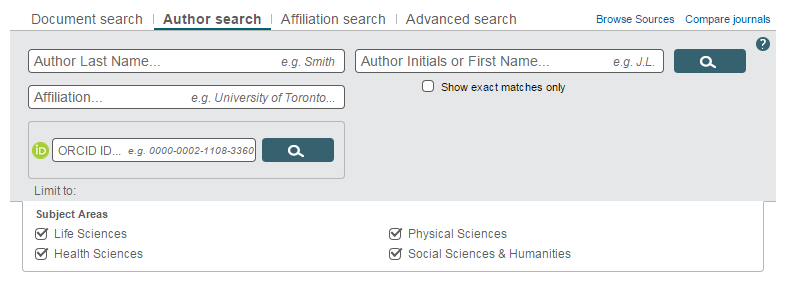 Document search | Author search | Affiliation search | Advanced search Browse Sources Compare journals
?
Author Last Name... e.g. Smith Author Initials or First Name... e.g. J.L.
Show exact matches only
Affiliation... e.g. University of Toronto...
iD ORCID ID... e.g. 0000-0002-1108-3360
Limit to:
Subject Areas
Life Sciences Physical Sciences
Health Sciences Social Sciences & Humanities